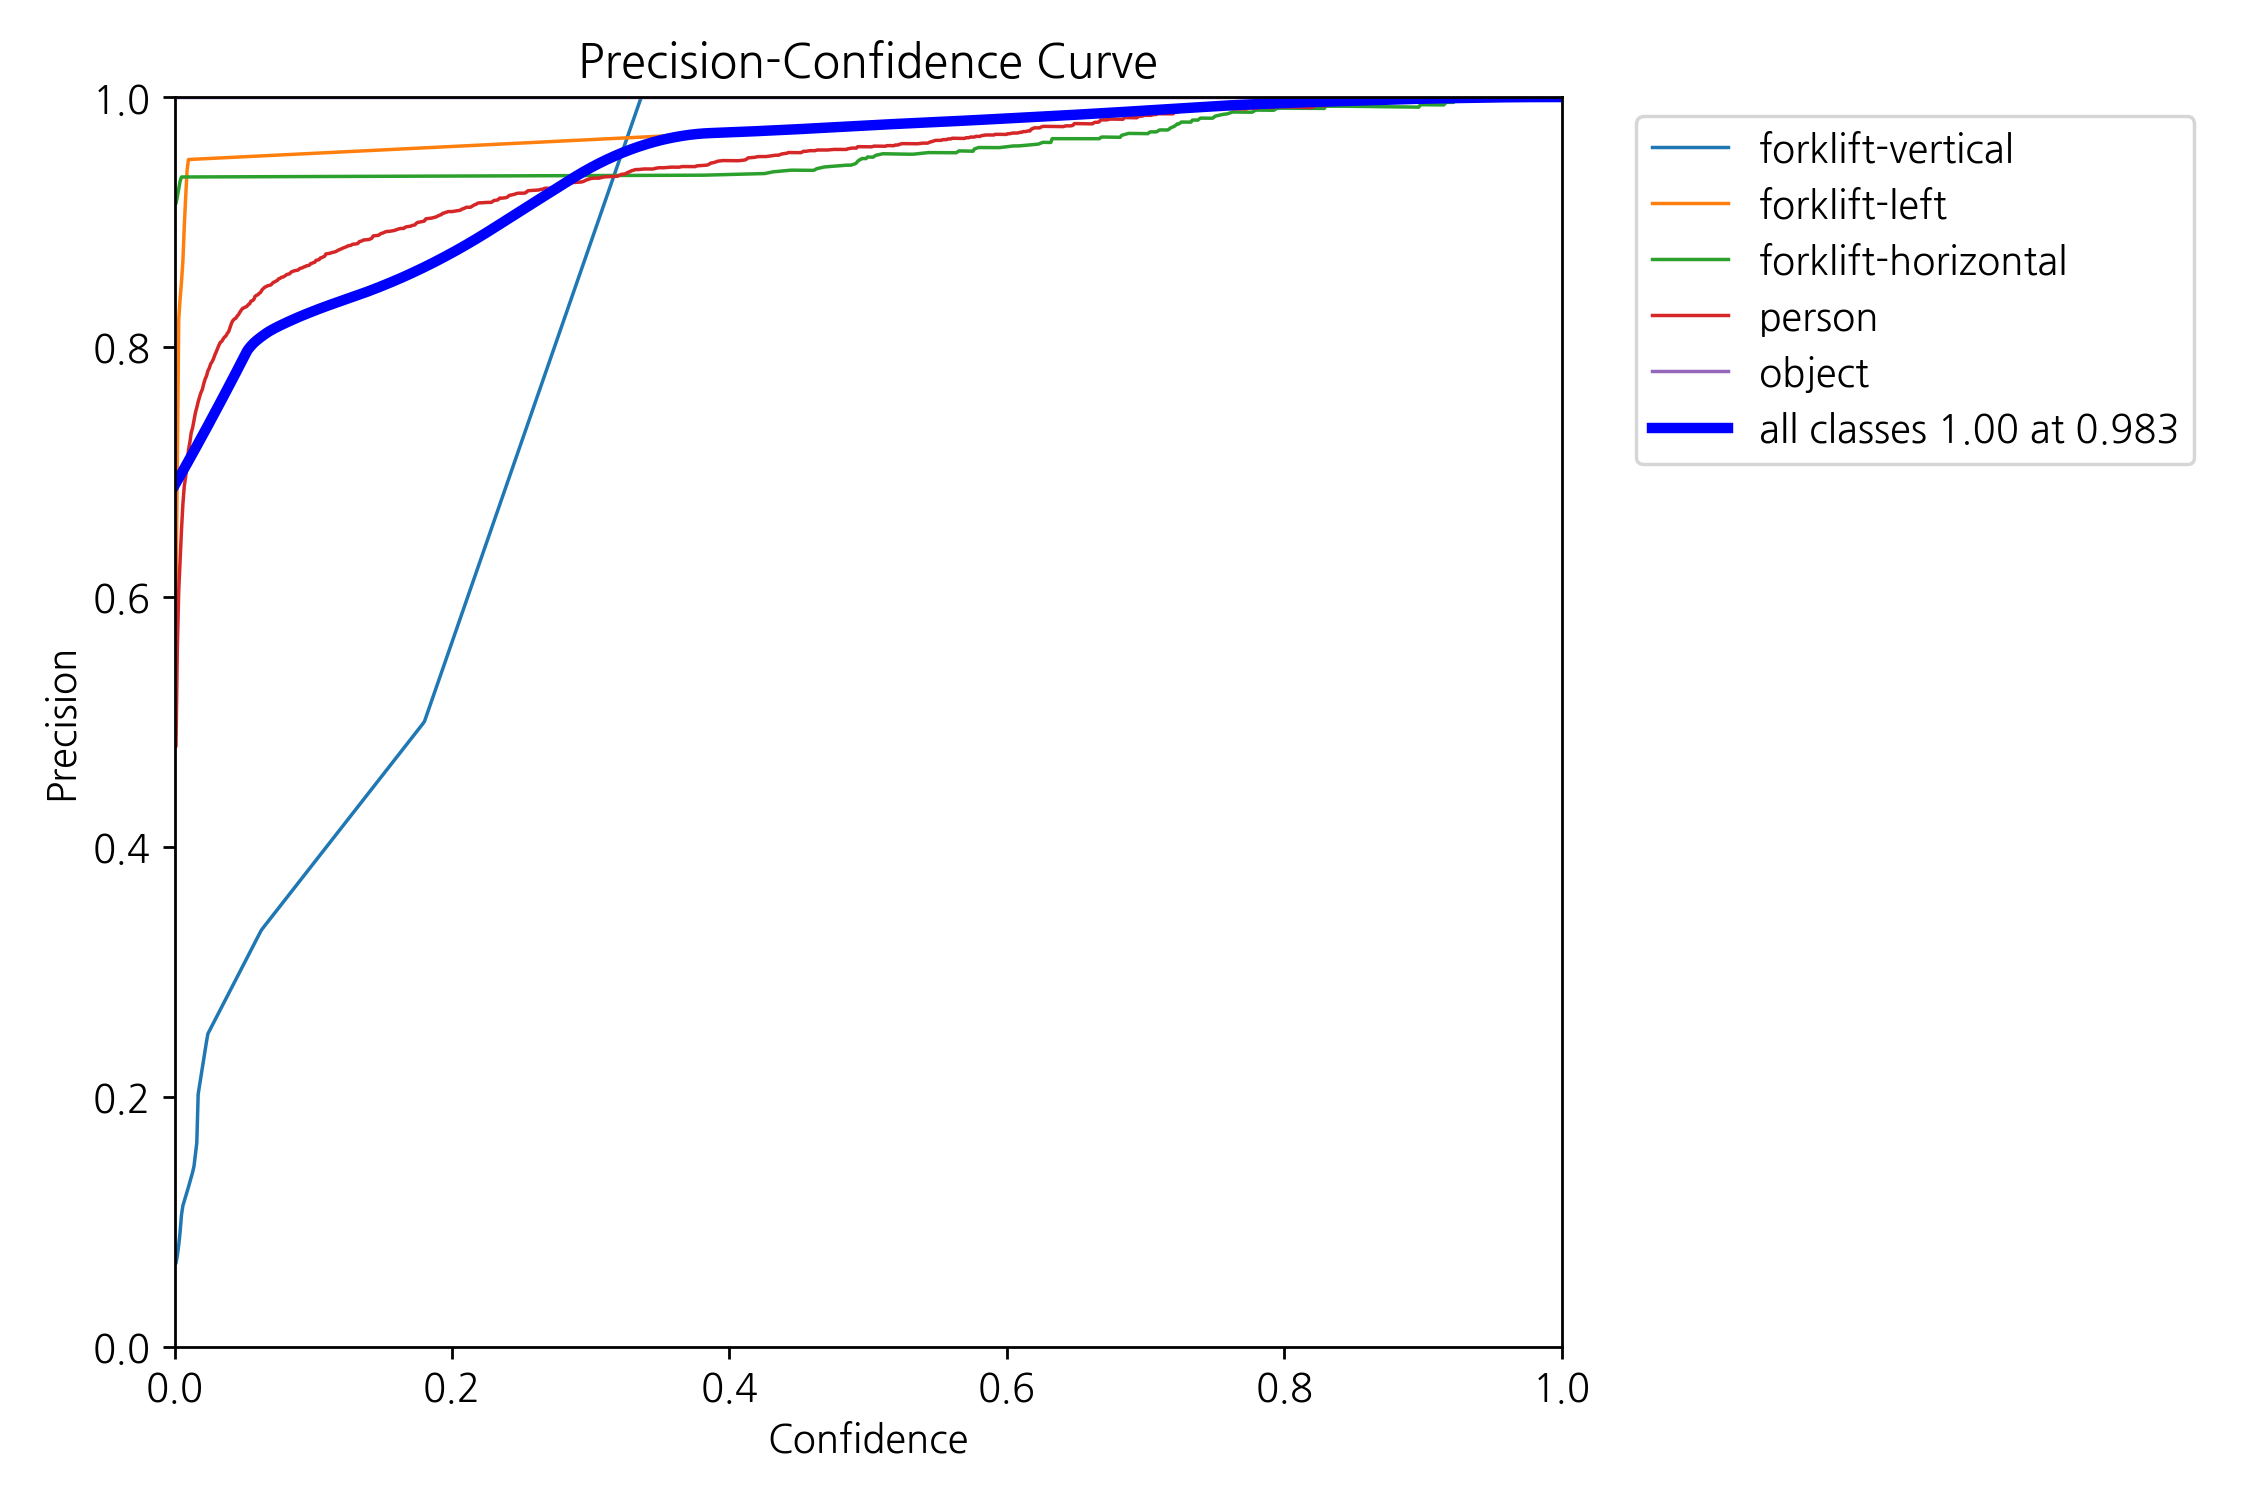 Precision-Confidence Curve
1.0
0.8
0.6
0.4
0.2
0.0
Precision
0.0 0.2 0.4 0.6 0.8 1.0
Confidence
forklift-vertical
forklift-left
forklift-horizontal
person
object
all classes 1.00 at 0.983